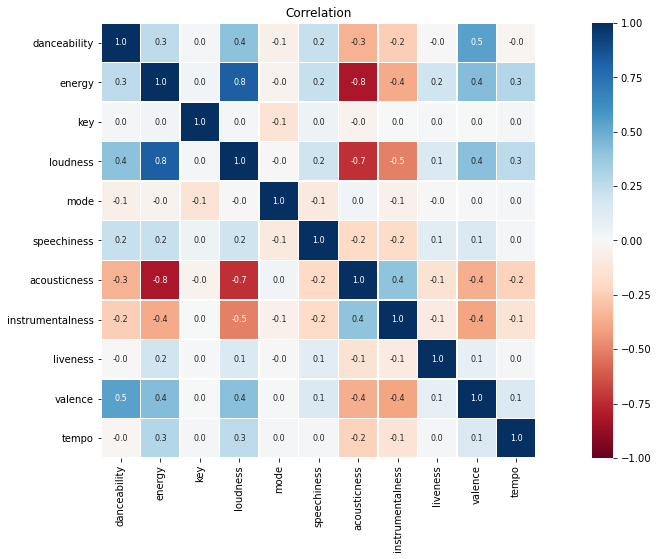 Correlation
danceability 1.0 0.3 0.0 0.4 -0.1 0.2 -0.3 -0.2 -0.0 0.5 -0.0
energy 0.3 1.0 0.0 0.8 -0.0 0.2 -0.8 -0.4 0.2 0.4 0.3
key 0.0 0.0 1.0 0.0 -0.1 0.0 -0.0 0.0 0.0 0.0 0.0
loudness 0.4 0.8 0.0 1.0 -0.0 0.2 -0.7 -0.5 0.1 0.4 0.3
mode -0.1 -0.0 -0.1 -0.0 1.0 -0.1 0.0 -0.1 -0.0 0.0 0.0
speechiness 0.2 0.2 0.0 0.2 -0.1 1.0 -0.2 -0.2 0.1 0.1 0.0
acousticness -0.3 -0.8 -0.0 -0.7 0.0 -0.2 1.0 0.4 -0.1 -0.4 -0.2
instrumentalness -0.2 -0.4 0.0 -0.5 -0.1 -0.2 0.4 1.0 -0.1 -0.4 -0.1
liveness -0.0 0.2 0.0 0.1 -0.0 0.1 -0.1 -0.1 1.0 0.1 0.0
valence 0.5 0.4 0.0 0.4 0.0 0.1 -0.4 -0.4 0.1 1.0 0.1
tempo -0.0 0.3 0.0 0.3 0.0 0.0 -0.2 -0.1 0.0 0.1 1.0
danceability energy key loudness mode speechiness acousticness instrumentalness liveness valence tempo
1.00
0.75
0.50
0.25
0.00
−0.25
−0.50
−0.75
−1.00